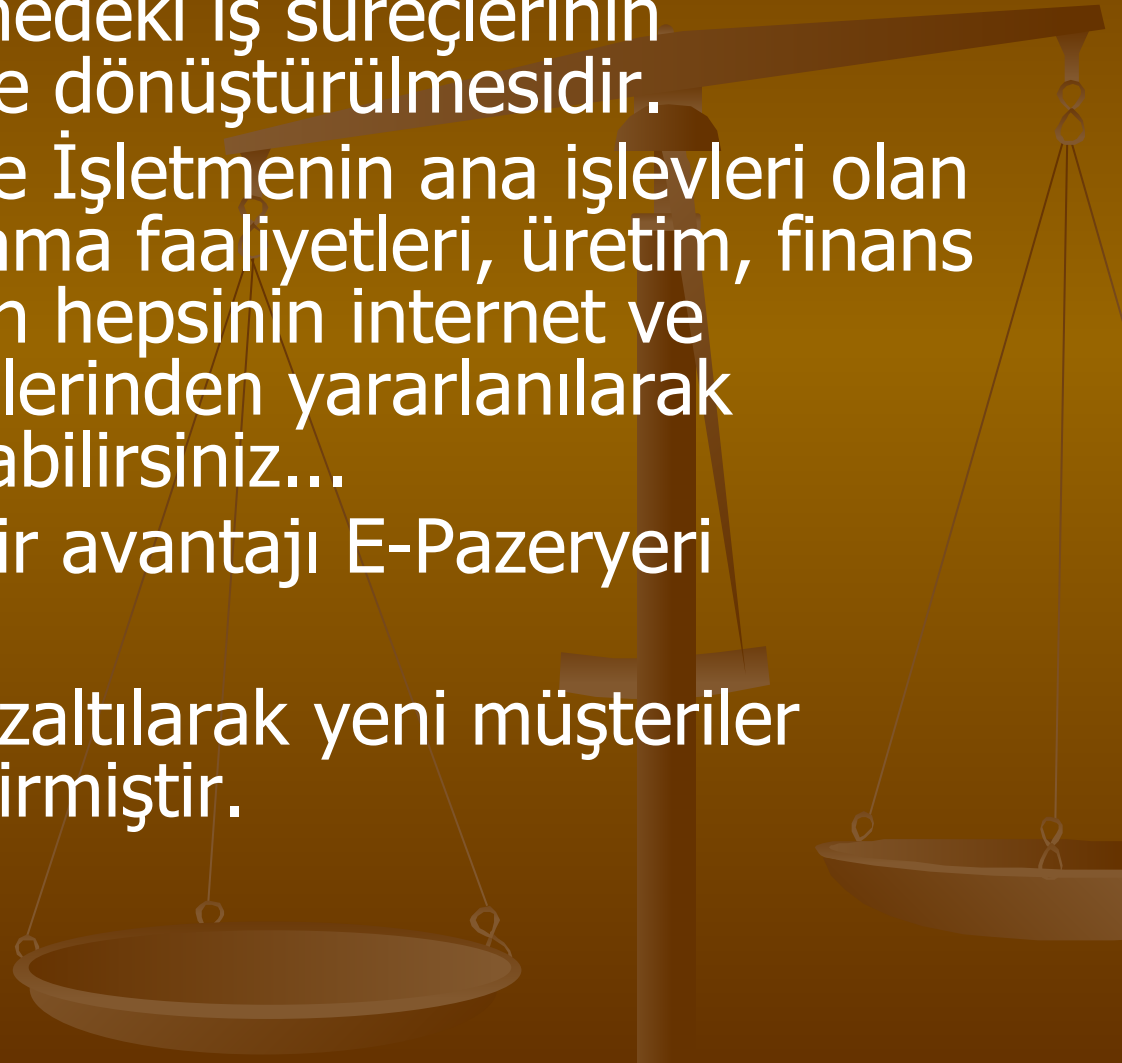 nedeki iş süreçlerinin
e dönüştürülmesidir.
e İşletmenin ana işlevleri olan
ama faaliyetleri, üretim, finans
n hepsinin internet ve
lerinden yararlanılarak
abilirsiniz...
ir avantajı E-Pazeryeri
zaltılarak yeni müşteriler
irmiştir.